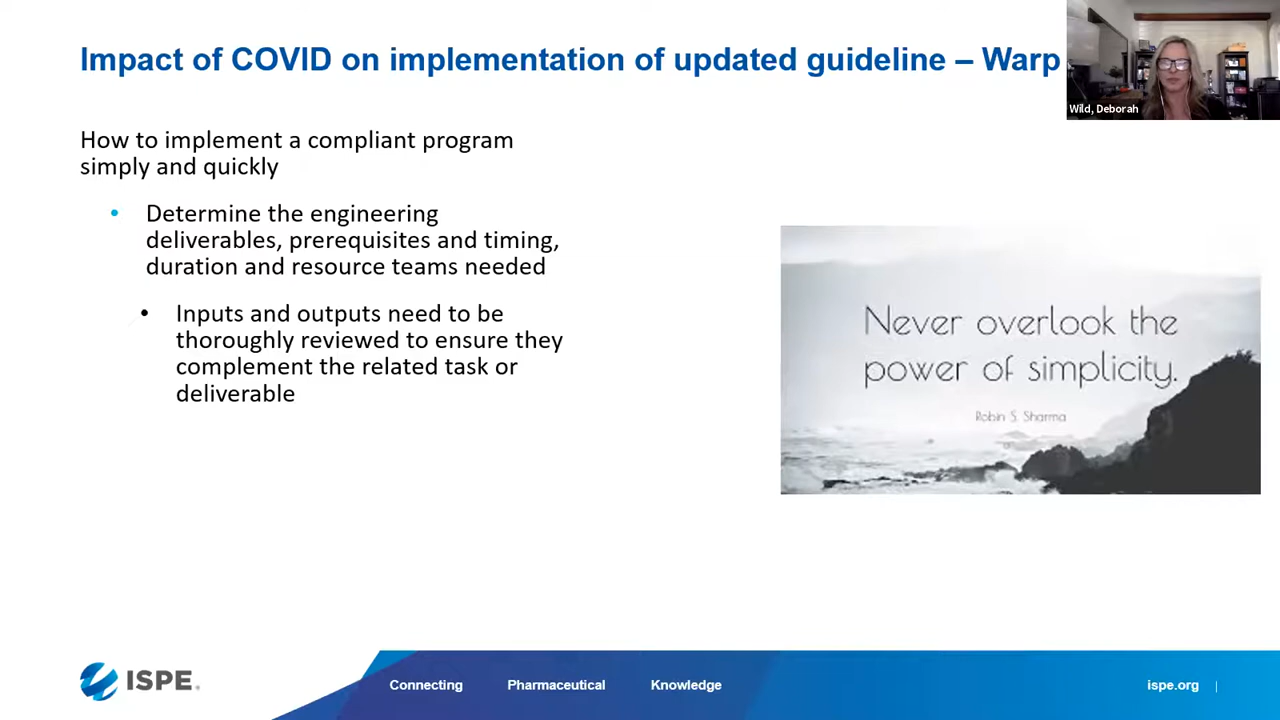 Impact of COVID on implementation of updated guideline – Warp
Wild, Deborah
How to implement a compliant program
simply and quickly
• Determine the engineering
deliverables, prerequisites and timing,
duration and resource teams needed
• Inputs and outputs need to be
thoroughly reviewed to ensure they
complement the related task or
deliverable
Never overlook the
power of simplicity.
Robin S. Sharma
ISPE®
Connecting Pharmaceutical Knowledge
ispe.org |